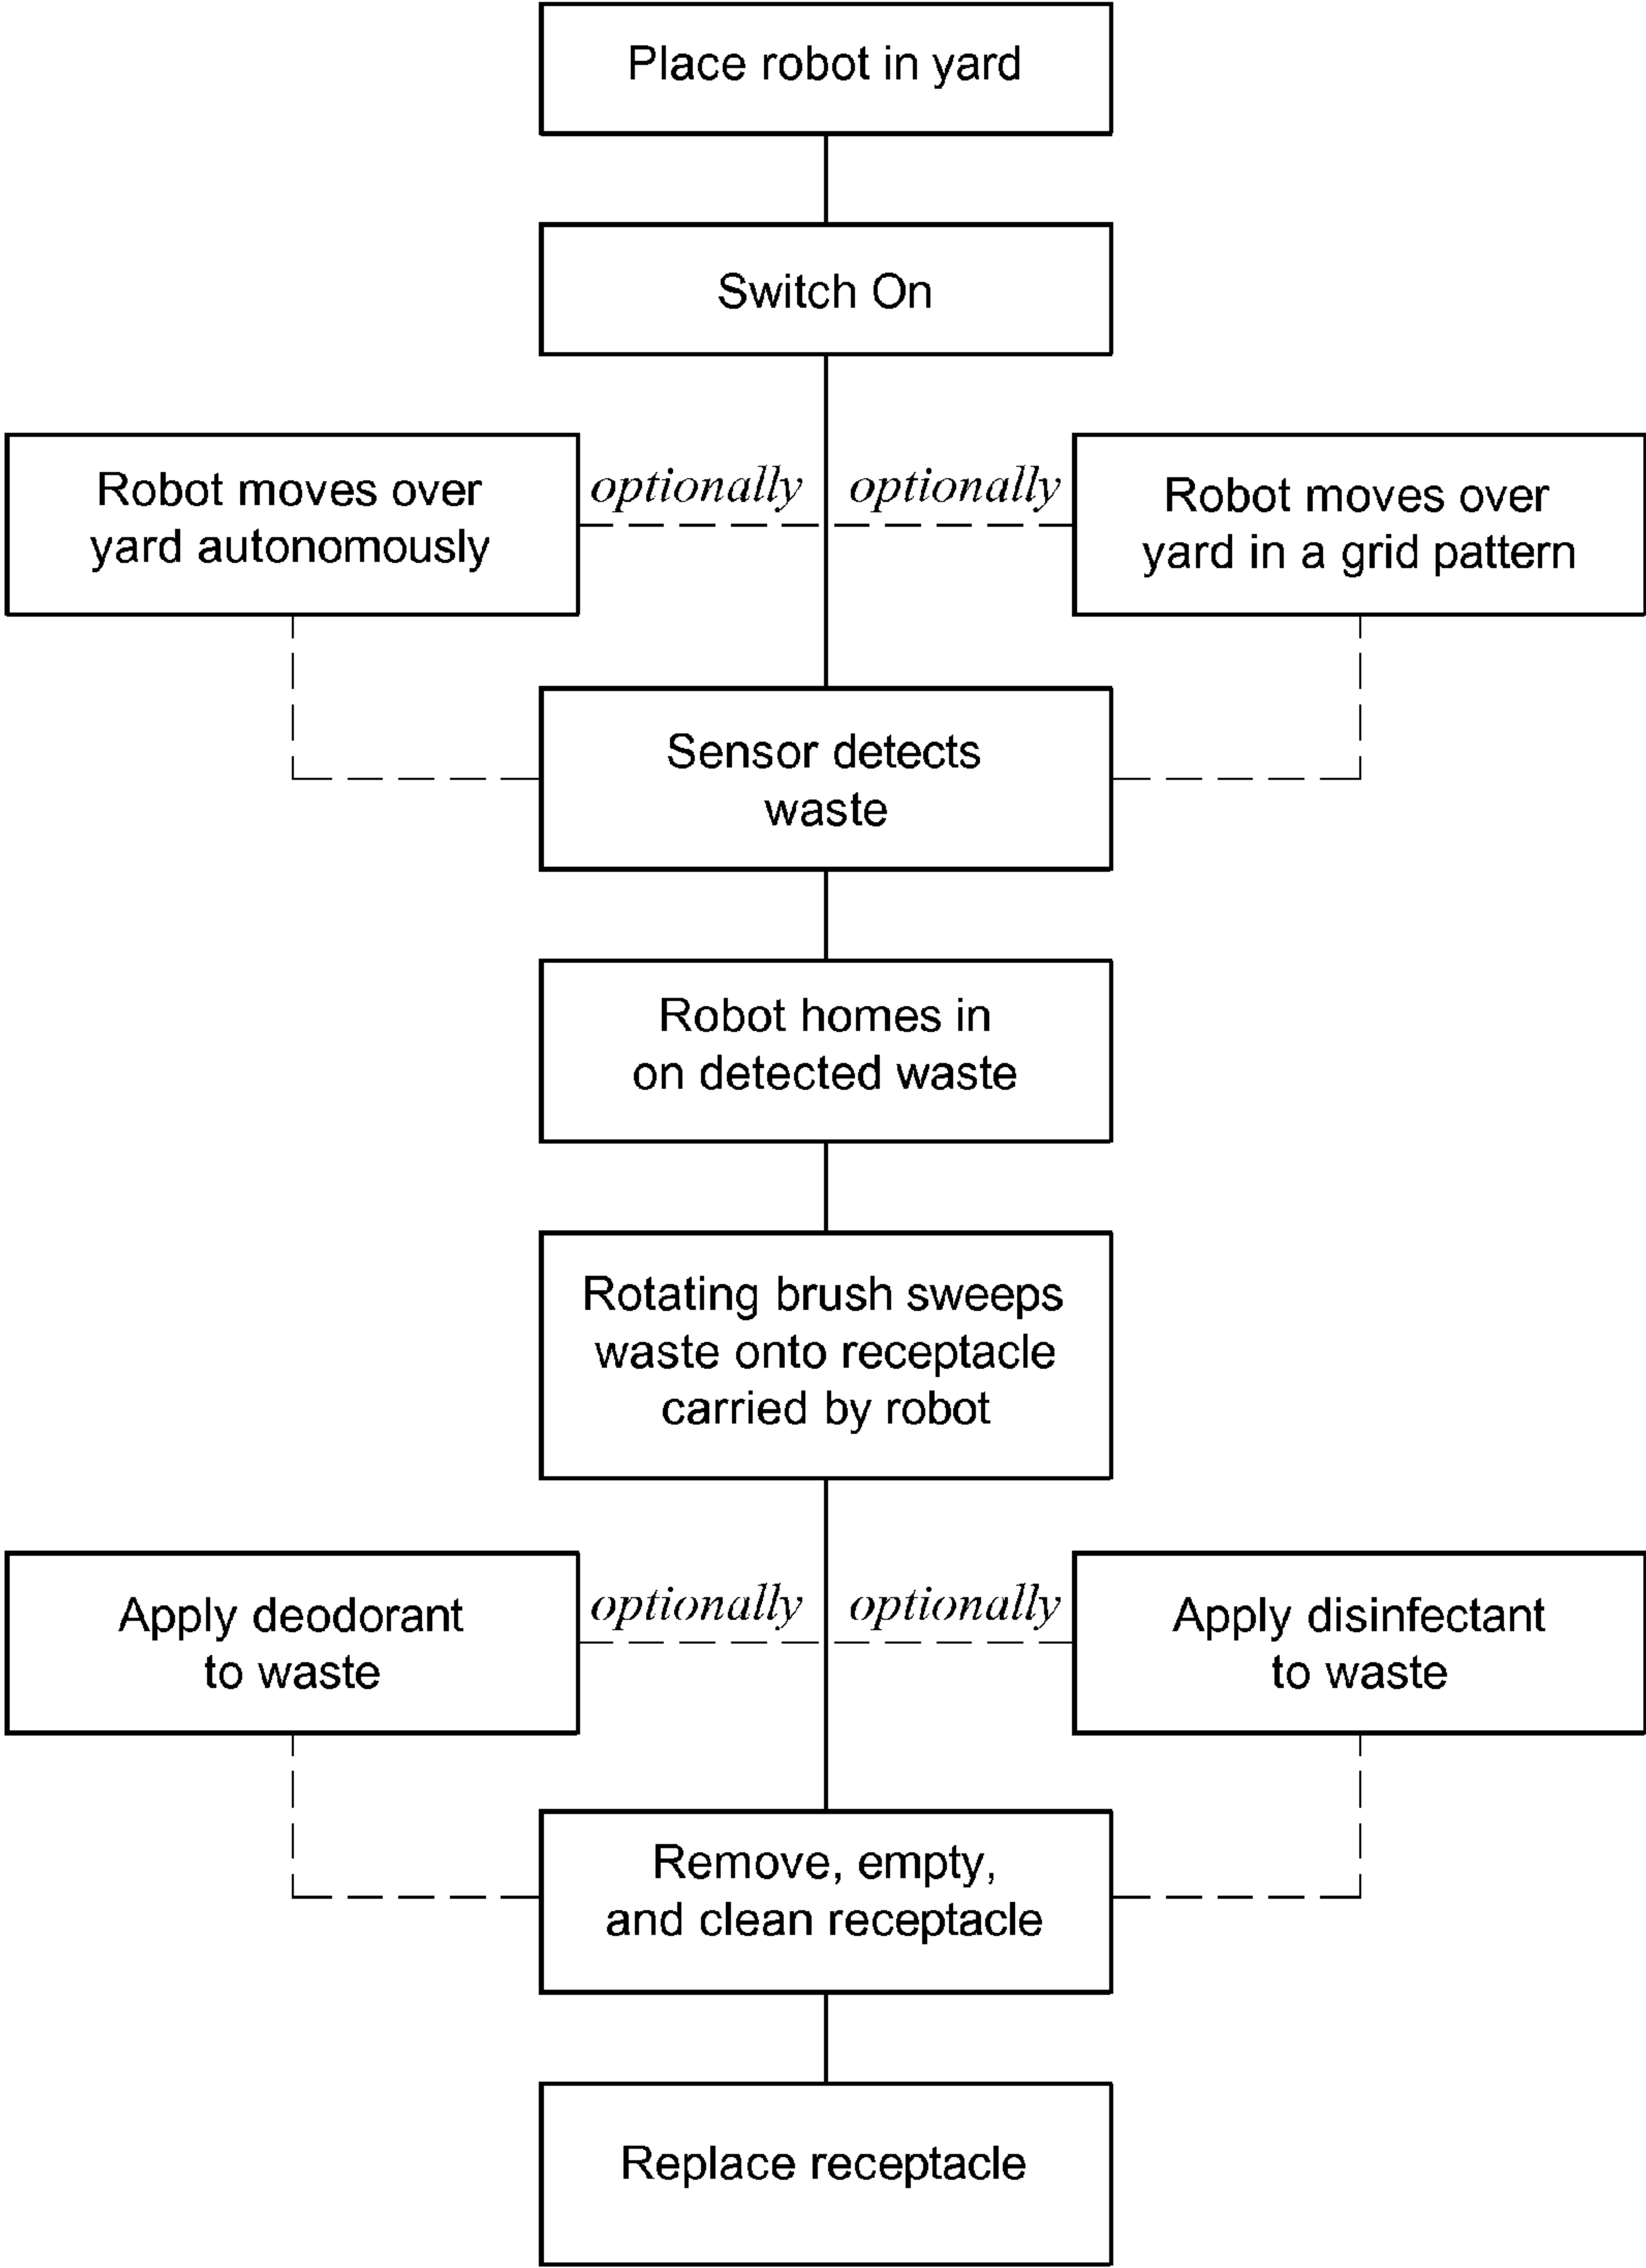 Place robot in yard
Switch On
Robot moves over
yard autonomously
optionally
optionally
Robot moves over
yard in a grid pattern
Sensor detects
waste
Robot homes in
on detected waste
Rotating brush sweeps
waste onto receptacle
carried by robot
Apply deodorant
to waste
optionally
optionally
Apply disinfectant
to waste
Remove, empty,
and clean receptacle
Replace receptacle